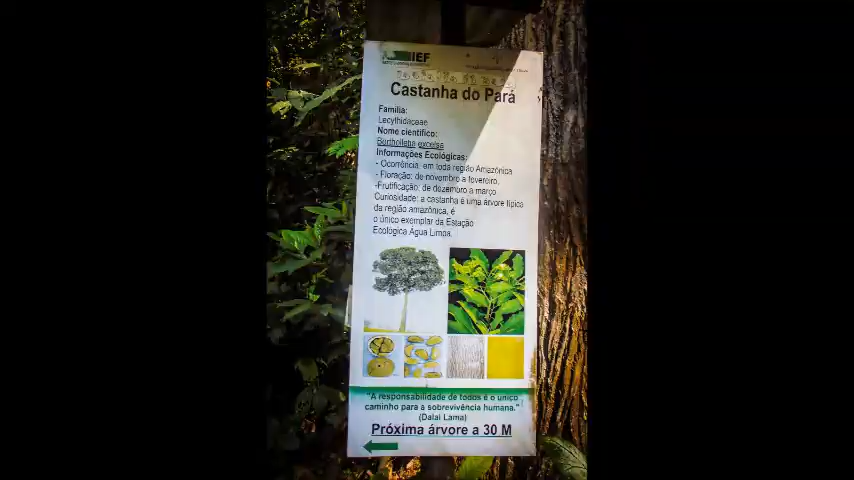 IEF
Castanha do Pará
Família:
Lecythidaceae
Nome científico:
Bertholletia excelsa
Informações Ecológicas:
- Ocorrência: em toda região Amazônica
- Floração: de novembro a fevereiro,
-Frutificação: de dezembro a março
Curiosidade: a castanha é uma árvore típica
da região amazônica, é
o único exemplar da Estação
Ecológica Água Limpa.
"A responsabilidade de todos é o único
caminho para a sobrevivência humana."
(Dalai Lama)
Próxima árvore a 30 M